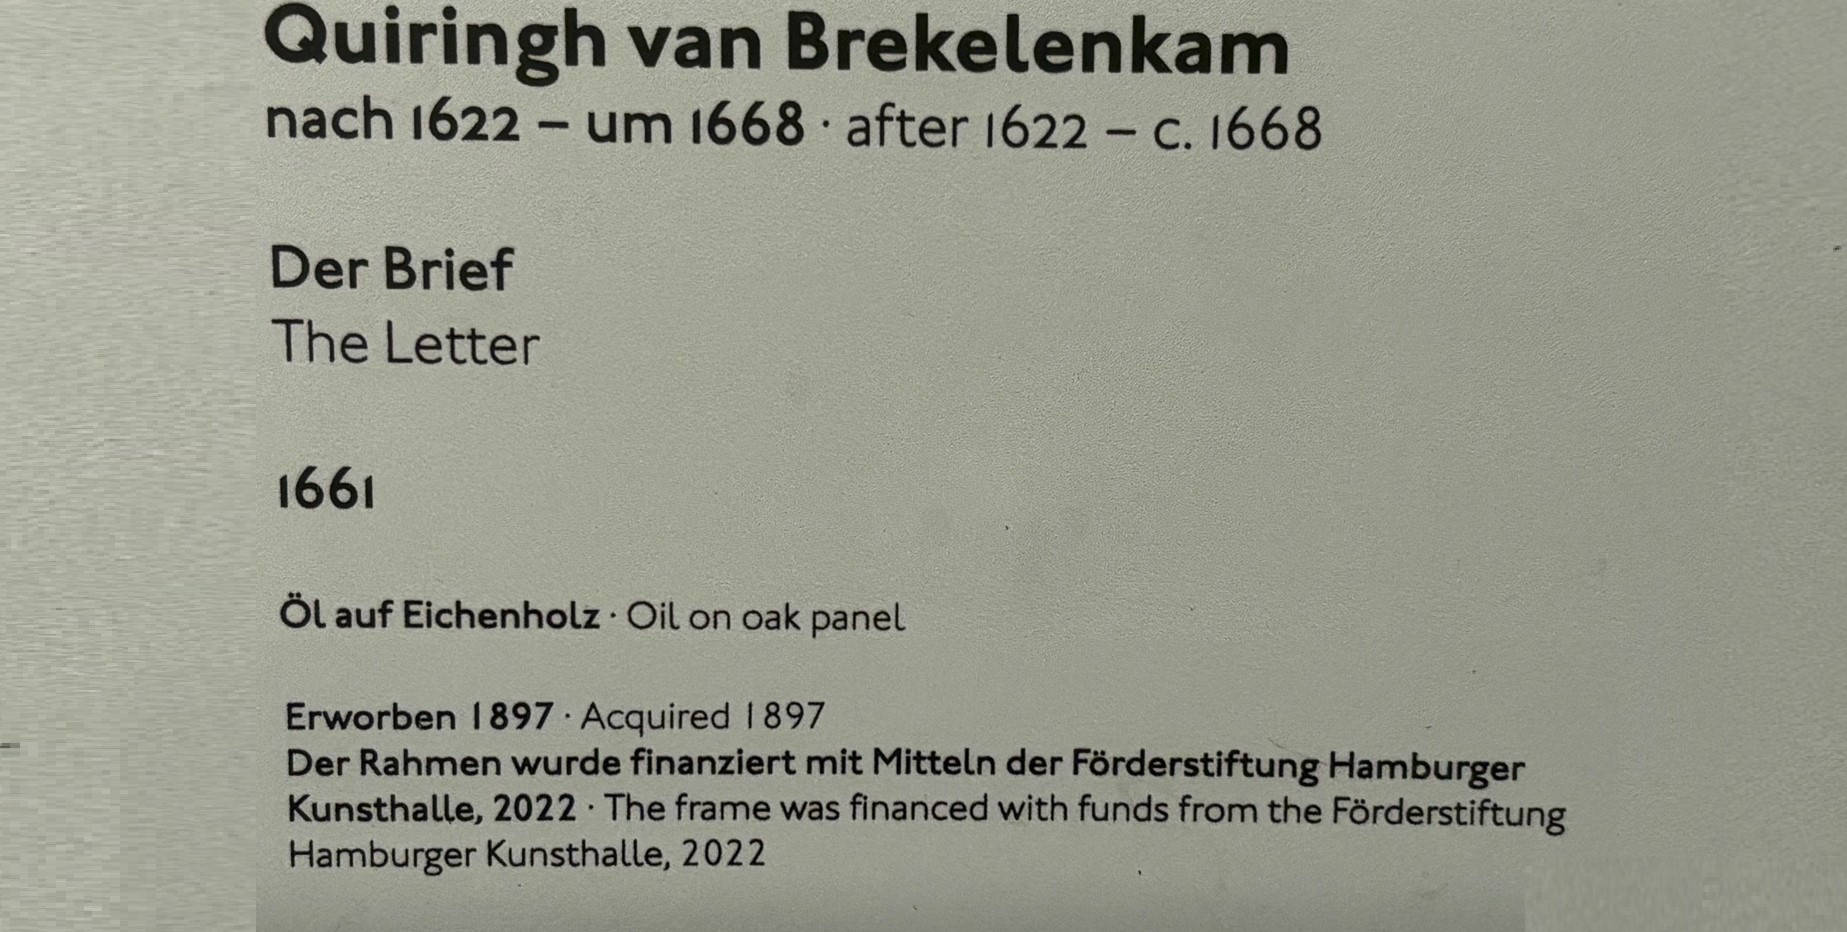 Quiringh van Brekelenkam
nach 1622 – um 1668 · after 1622 – c. 1668
Der Brief
The Letter
1661
Öl auf Eichenholz · Oil on oak panel
Erworben 1897 · Acquired 1897
Der Rahmen wurde finanziert mit Mitteln der Förderstiftung Hamburger
Kunsthalle, 2022 · The frame was financed with funds from the Förderstiftung
Hamburger Kunsthalle, 2022